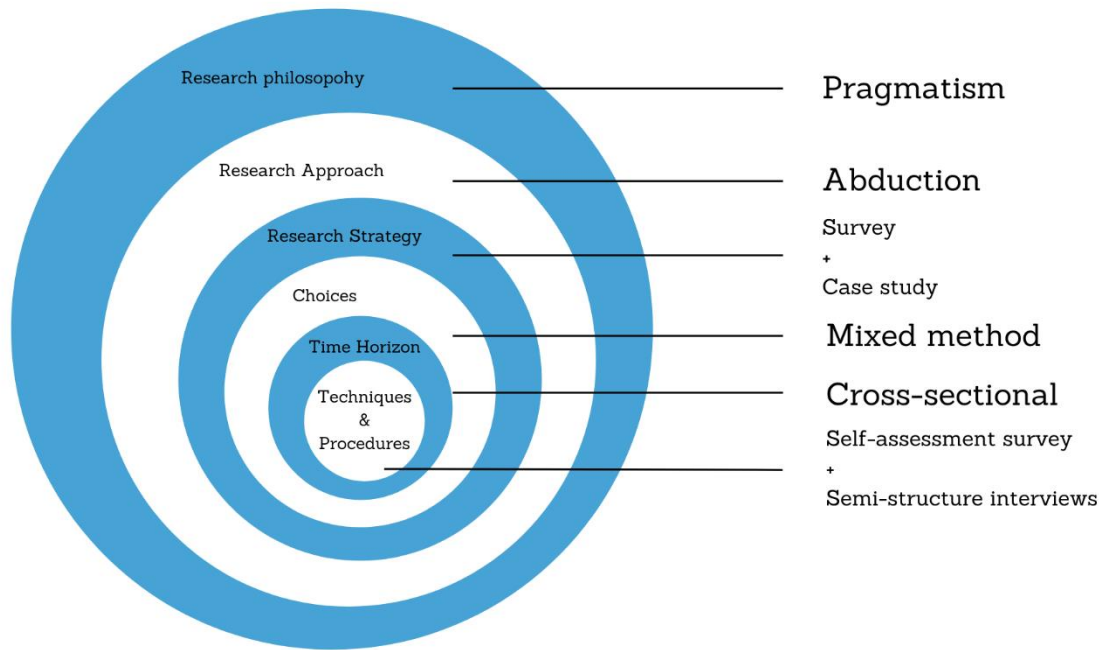 Research philosopohy
Pragmatism
Research Approach
Abduction
Survey
+
Case study
Research Strategy
Choices
Mixed method
Time Horizon
Cross-sectional
Techniques
&
Procedures
Self-assessment survey
+
Semi-structure interviews